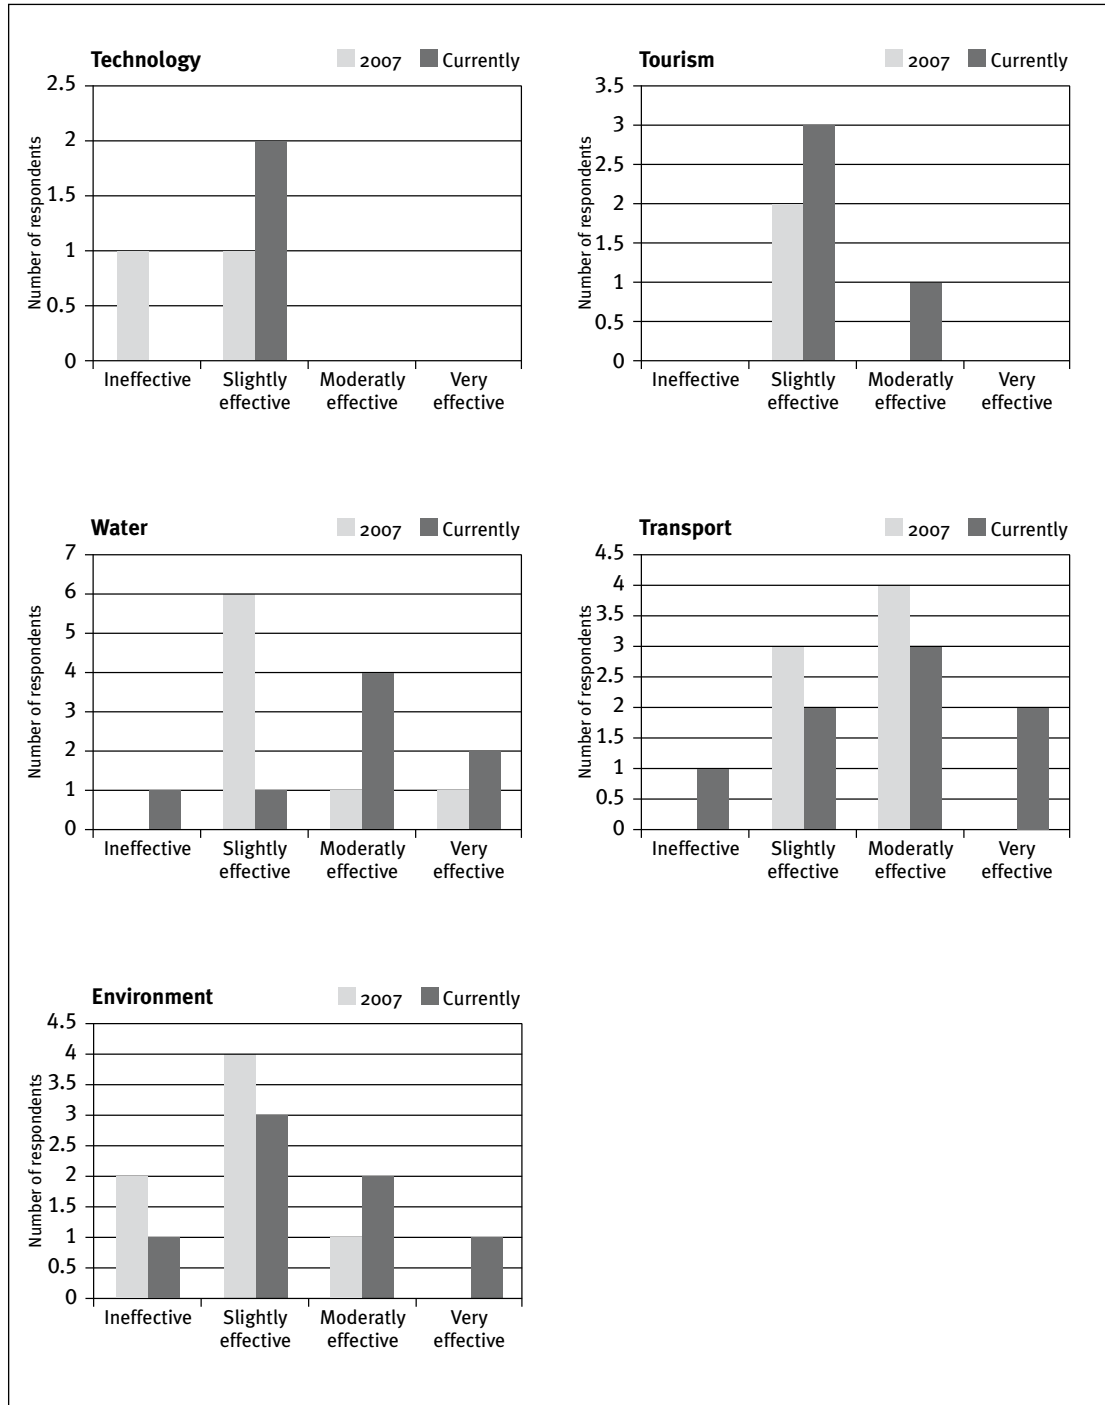 Technology
2007 Currently
Number of respondents
2.5
2
1.5
1
0.5
0
Ineffective
Slightly
effective
Moderatly
effective
Very
effective
Tourism
2007 Currently
Number of respondents
3.5
3
2.5
2
1.5
1
0.5
0
Ineffective
Slightly
effective
Moderatly
effective
Very
effective
Water
2007 Currently
Number of respondents
7
6
5
4
3
2
1
0
Ineffective
Slightly
effective
Moderatly
effective
Very
effective
Transport
2007 Currently
Number of respondents
4.5
4
3.5
3
2.5
2
1.5
1
0.5
0
Ineffective
Slightly
effective
Moderatly
effective
Very
effective
Environment
2007 Currently
Number of respondents
4.5
4
3.5
3
2.5
2
1.5
1
0.5
0
Ineffective
Slightly
effective
Moderatly
effective
Very
effective